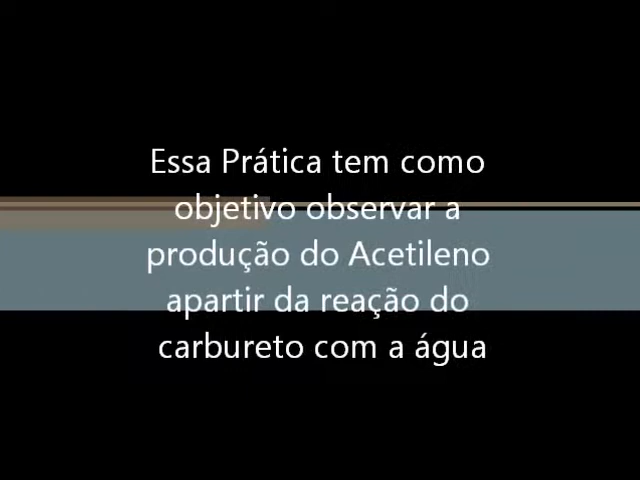 Essa Prática tem como
objetivo observar a
produção do Acetileno
apartir da reação do
carbureto com a água